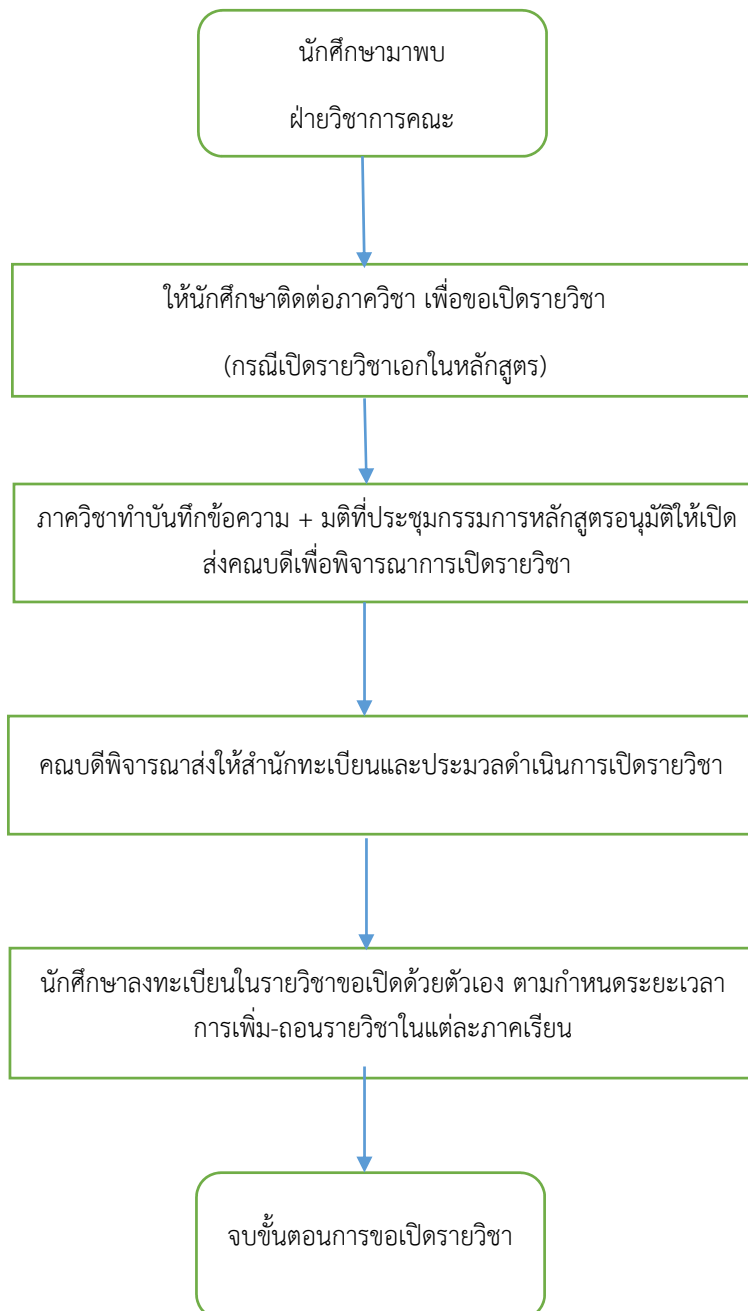 นักศึกษามาพบ
ฝ่ายวิชาการคณะ
ให้นักศึกษาติดต่อภาควิชา เพื่อขอเปิดรายวิชา
(กรณีเปิดรายวิชาเอกในหลักสูตร)
ภาควิชาทำบันทึกข้อความ + มติที่ประชุมกรรมการหลักสูตรอนุมัติให้เปิด
ส่งคณบดีเพื่อพิจารณาการเปิดรายวิชา
คณบดีพิจารณาส่งให้สำนักทะเบียนและประมวลดำเนินการเปิดรายวิชา
นักศึกษาลงทะเบียนในรายวิชาขอเปิดด้วยตัวเอง ตามกำหนดระยะเวลา
การเพิ่ม-ถอนรายวิชาในแต่ละภาคเรียน
จบขั้นตอนการขอเปิดรายวิชา